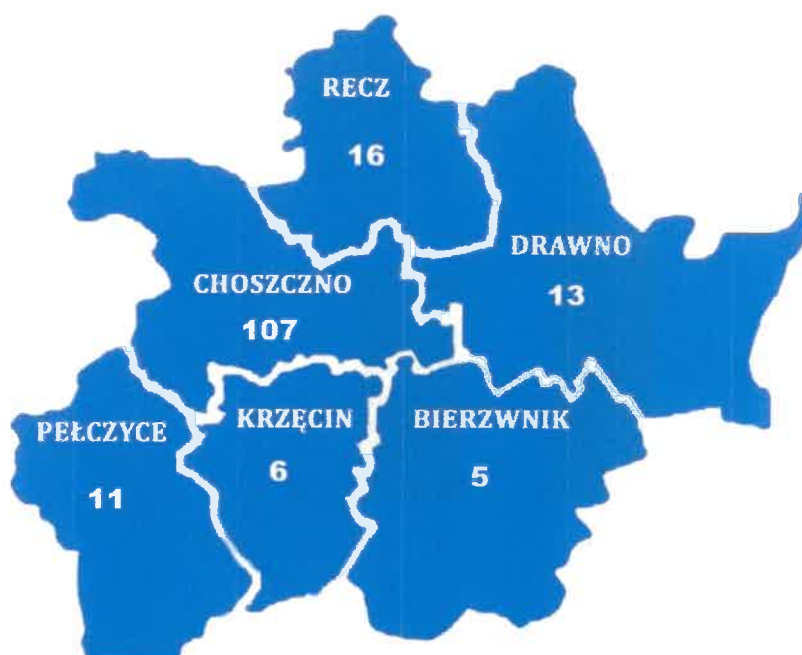 RECZ
16
DRAWNO
13
CHOSZCZNO
107
PEŁCZYCE
11
KRZĘCIN
6
BIERZWNIK
5